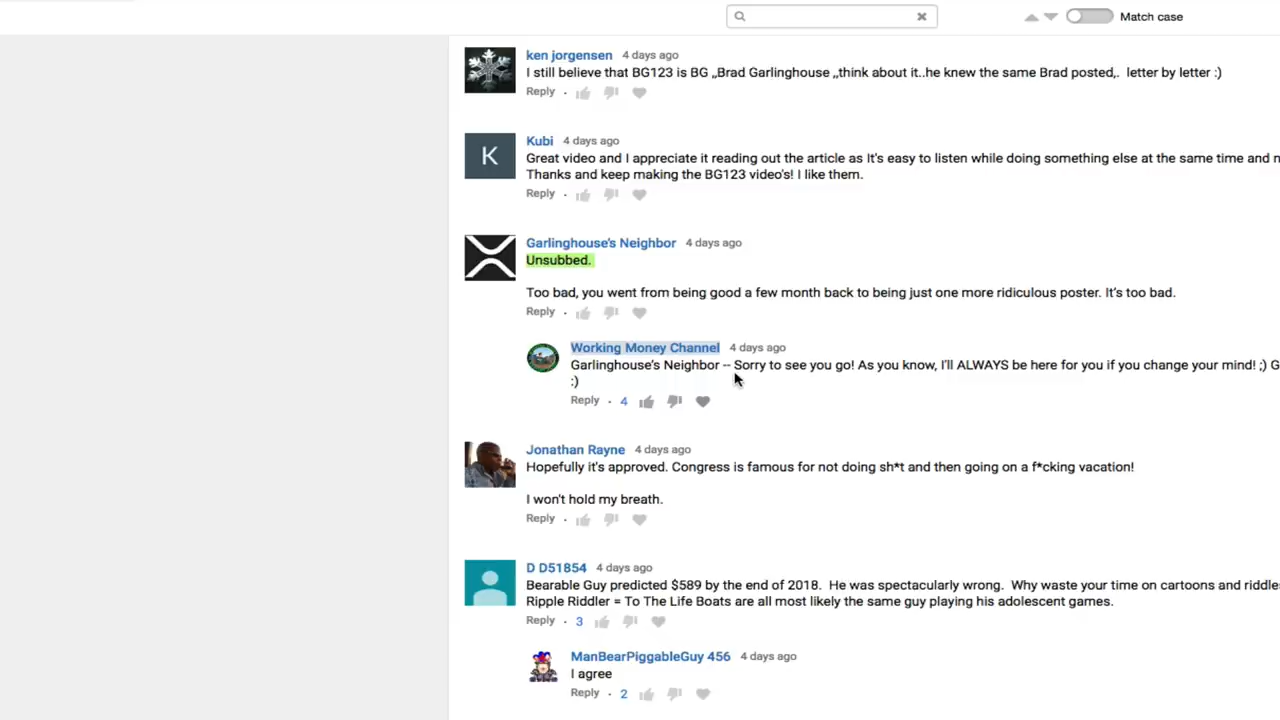 Match case
ken jorgensen 4 days ago
I still believe that BG123 is BG ,,Brad Garlinghouse ,,think about it..he knew the same Brad posted,. letter by letter :)
Reply
K
Kubi 4 days ago
Great video and I appreciate it reading out the article as It's easy to listen while doing something else at the same time and
Thanks and keep making the BG123 video's! I like them.
Reply
Garlinghouse's Neighbor 4 days ago
Unsubbed.
Too bad, you went from being good a few month back to being just one more ridiculous poster. It's too bad.
Reply
Working Money Channel 4 days ago
Garlinghouse's Neighbor -- Sorry to see you go! As you know, I'll ALWAYS be here for you if you change your mind! ;)
:)
Reply 4
Jonathan Rayne 4 days ago
Hopefully it's approved. Congress is famous for not doing sh*t and then going on a f*cking vacation!
I won't hold my breath.
Reply
D D51854 4 days ago
Bearable Guy predicted $589 by the end of 2018. He was spectacularly wrong. Why waste your time on cartoons and riddle
Ripple Riddler = To The Life Boats are all most likely the same guy playing his adolescent games.
Reply 3
ManBearPiggableGuy 456 4 days ago
I agree
Reply 2